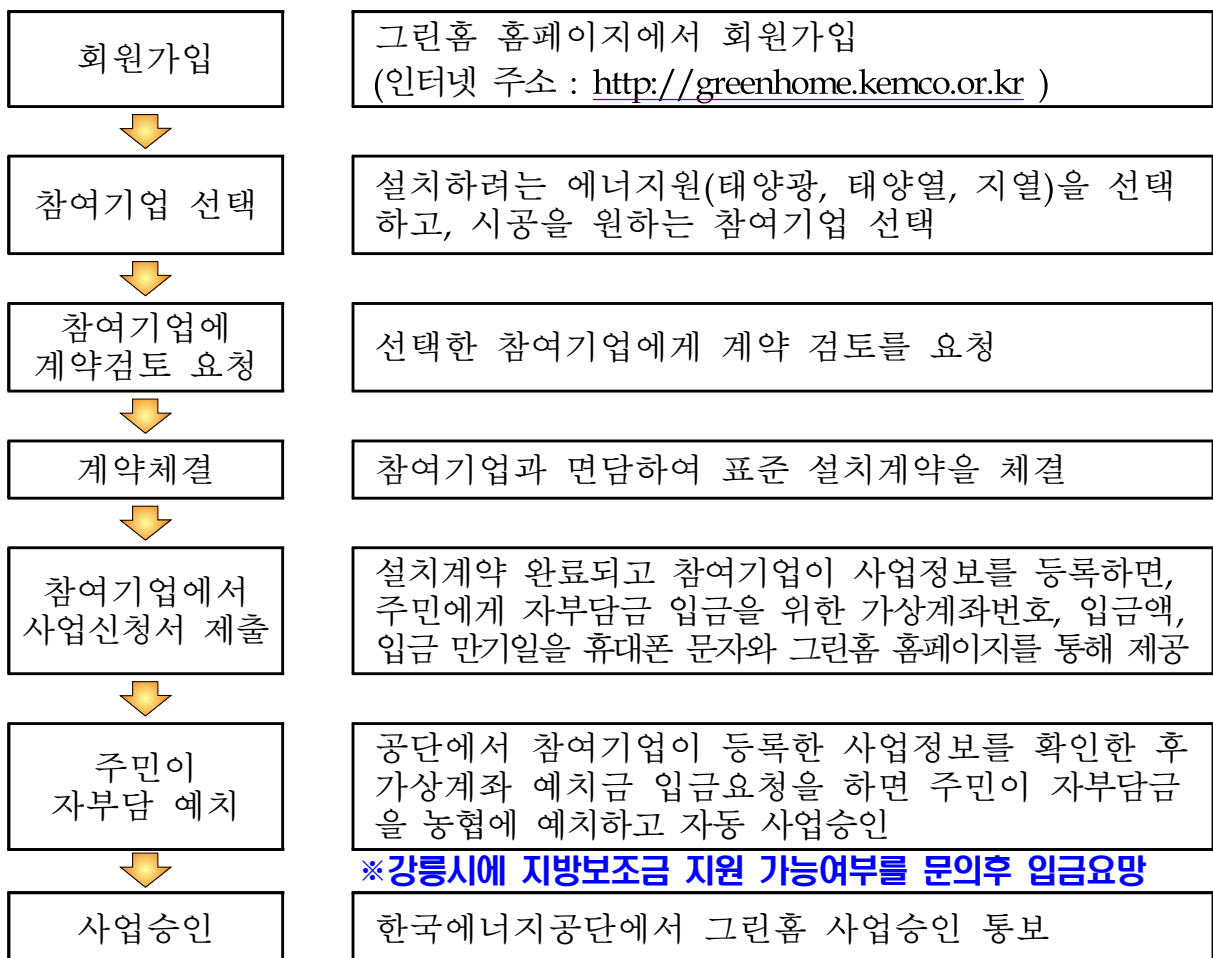 회원가입
그린홈 홈페이지에서 회원가입
(인터넷 주소 : http://greenhome.kemco.or.kr )
참여기업 선택
설치하려는 에너지원(태양광, 태양열, 지열)을 선택
하고, 시공을 원하는 참여기업 선택
참여기업에
계약검토 요청
선택한 참여기업에게 계약 검토를 요청
계약체결
참여기업과 면담하여 표준 설치계약을 체결
참여기업에서
사업신청서 제출
설치계약 완료되고 참여기업이 사업정보를 등록하면,
주민에게 자부담금 입금을 위한 가상계좌번호, 입금액,
입금 만기일을 휴대폰 문자와 그린홈 홈페이지를 통해 제공
주민이
자부담 예치
공단에서 참여기업이 등록한 사업정보를 확인한 후
가상계좌 예치금 입금요청을 하면 주민이 자부담금
을 농협에 예치하고 자동 사업승인
※강릉시에 지방보조금 지원 가능여부를 문의후 입금요망
사업승인
한국에너지공단에서 그린홈 사업승인 통보